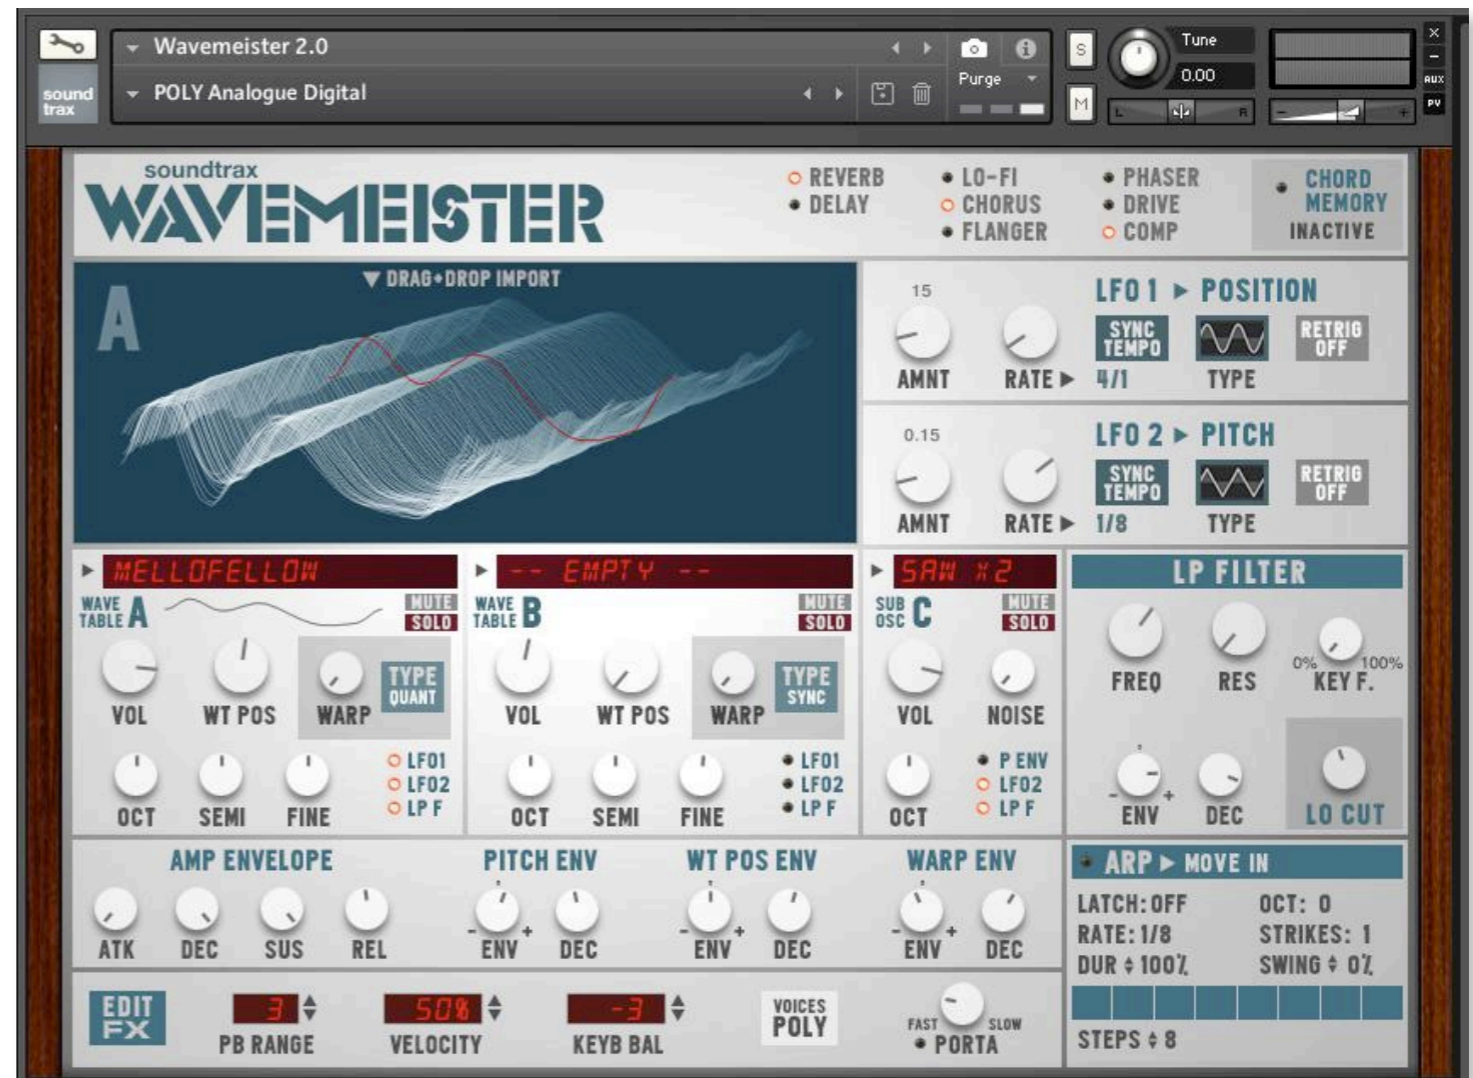 Wavemeister 2.0
sound
trax
POLY Analogue Digital
Purge
S
M
Tune
0.00
L R
- +
×
-
AUX
PV
soundtrax
WAVEMEISTER
REVERB
DELAY
LO-FI
CHORUS
FLANGER
PHASER
DRIVE
COMP
CHORD
MEMORY
INACTIVE
A
DRAG+DROP IMPORT
15
AMNT
RATE
LFO 1 ▶ POSITION
SYNC
TEMPO
4/1
TYPE
RETRIG
OFF
0.15
AMNT
RATE
LFO 2 ▶ PITCH
SYNC
TEMPO
1/8
TYPE
RETRIG
OFF
MELLOFELLOW
WAVE
TABLE A
MUTE
SOLO
VOL
WT POS
WARP
TYPE
QUANT
OCT
SEMI
FINE
LFO1
LFO2
LP F
-- EMPTY --
WAVE
TABLE B
MUTE
SOLO
VOL
WT POS
WARP
TYPE
SYNC
OCT
SEMI
FINE
LFO1
LFO2
LP F
SAW x2
SUB
OSC C
MUTE
SOLO
VOL
NOISE
OCT
P ENV
LFO2
LP F
LP FILTER
FREQ
RES
0% 100%
KEY F.
- +
ENV
DEC
LO CUT
AMP ENVELOPE
ATK
DEC
SUS
REL
PITCH ENV
- +
ENV
DEC
WT POS ENV
- +
ENV
DEC
WARP ENV
- +
ENV
DEC
ARP ▶ MOVE IN
LATCH: OFF
OCT: 0
RATE: 1/8
STRIKES: 1
DUR 100%
SWING 0%
STEPS 8
EDIT
FX
3
PB RANGE
50%
VELOCITY
-3
KEYB BAL
VOICES
POLY
FAST SLOW
PORTA